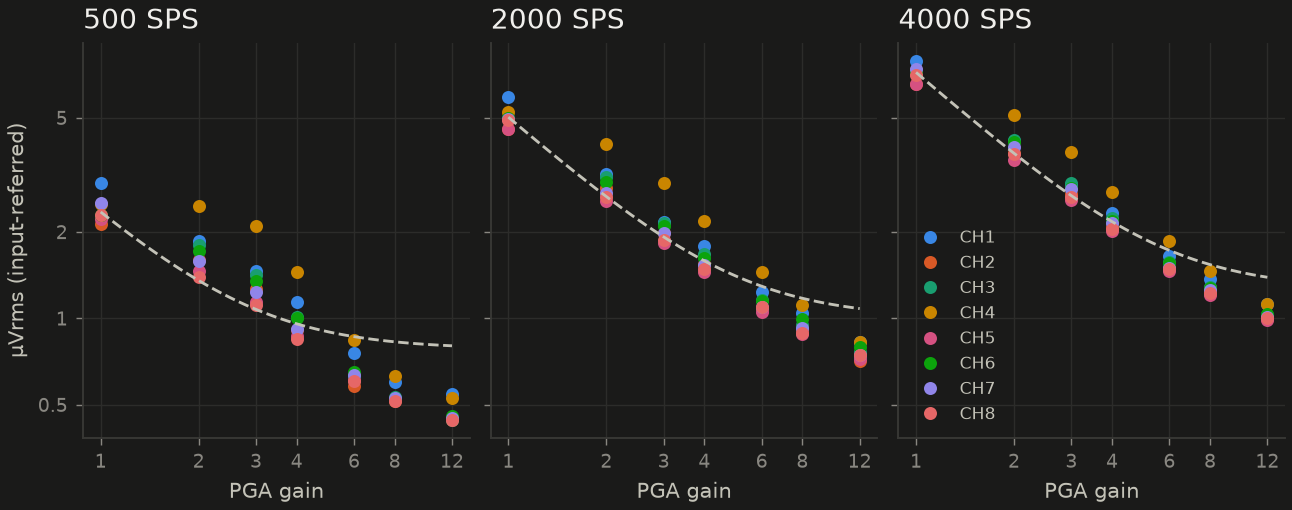 500 SPS
2000 SPS
4000 SPS
µVrms (input-referred)
5
2
1
0.5
1 2 3 4 6 8 12
1 2 3 4 6 8 12
1 2 3 4 6 8 12
PGA gain
PGA gain
PGA gain
CH1
CH2
CH3
CH4
CH5
CH6
CH7
CH8